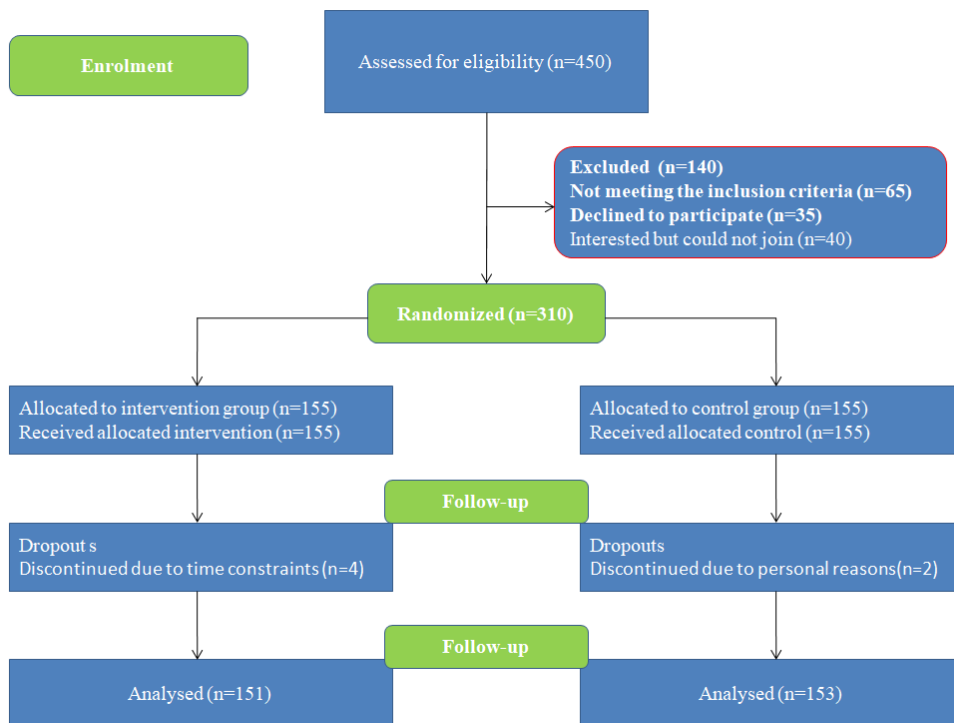 Enrolment
Assessed for eligibility (n=450)
Excluded (n=140)
Not meeting the inclusion criteria (n=65)
Declined to participate (n=35)
Interested but could not join (n=40)
Randomized (n=310)
Allocated to intervention group (n=155)
Received allocated intervention (n=155)
Allocated to control group (n=155)
Received allocated control (n=155)
Follow-up
Dropout s
Discontinued due to time constraints (n=4)
Dropouts
Discontinued due to personal reasons(n=2)
Follow-up
Analysed (n=151)
Analysed (n=153)